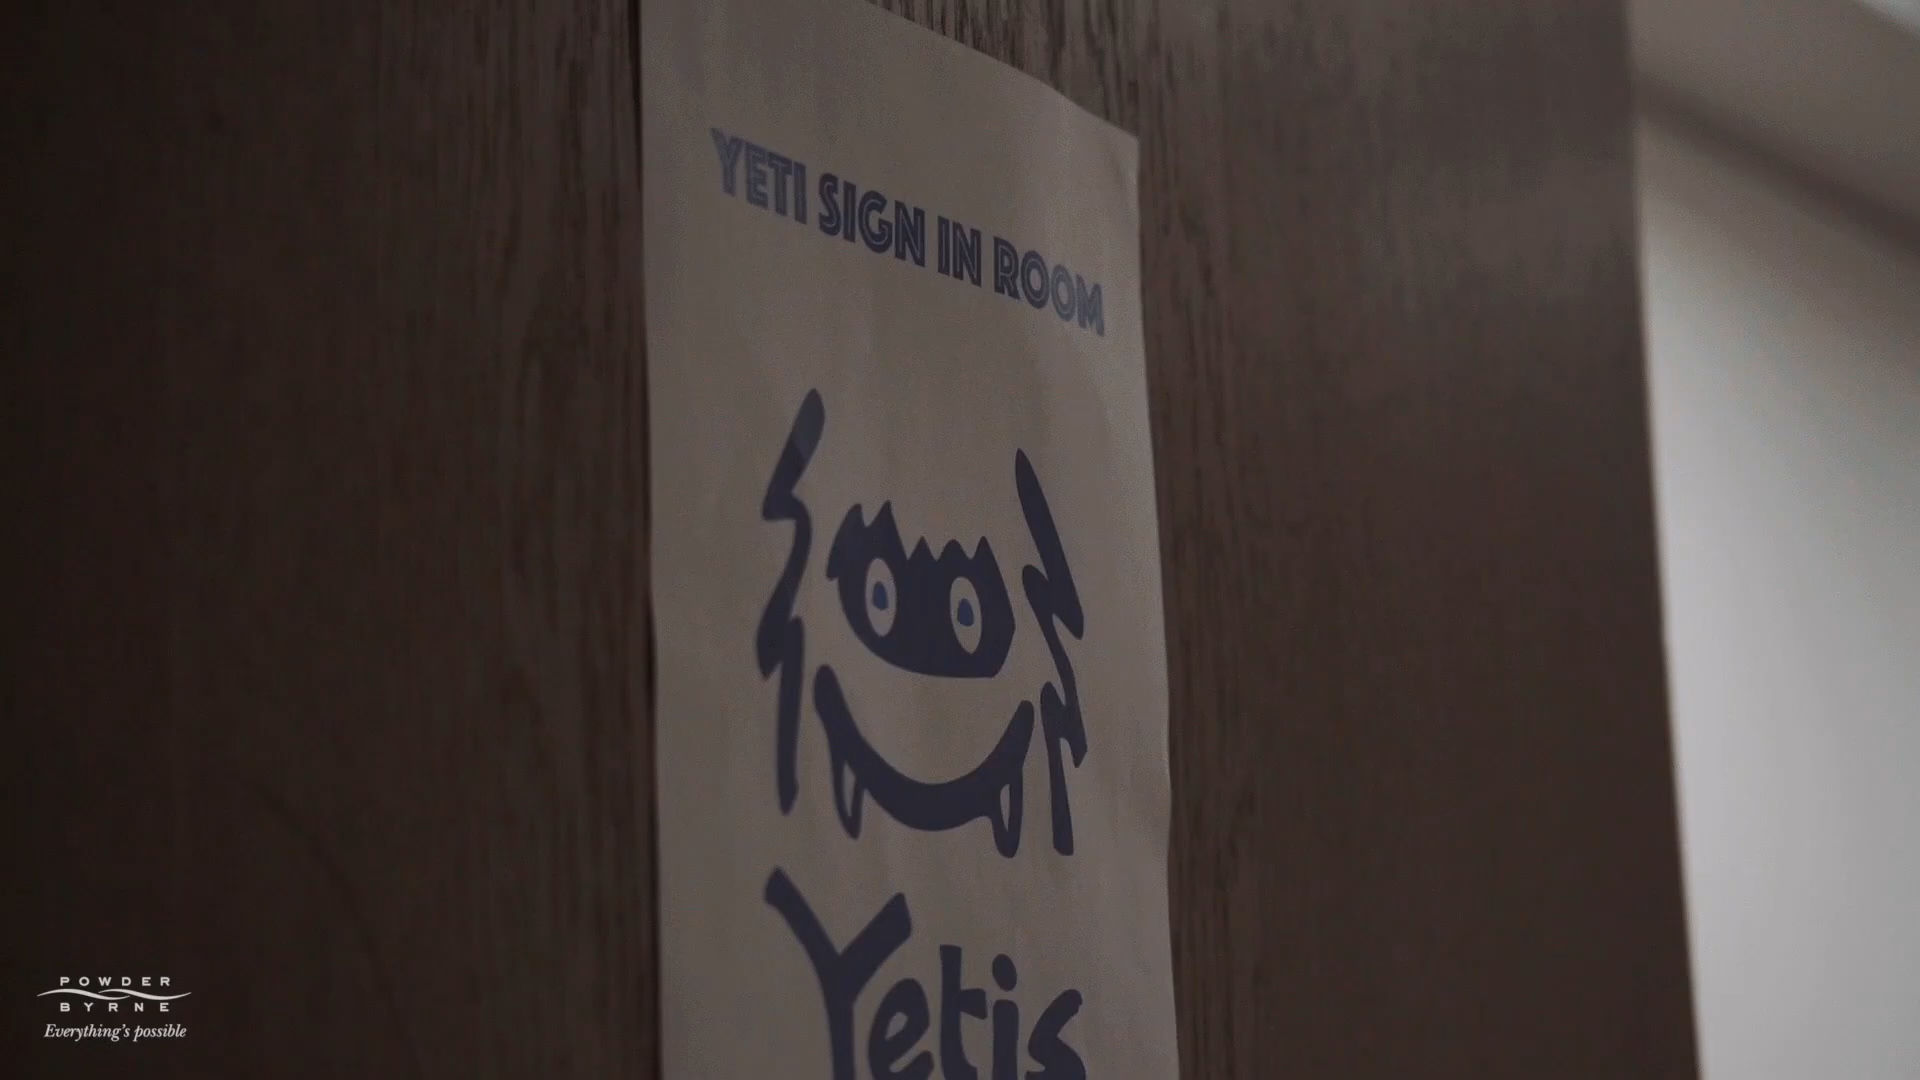 YETI SIGN IN ROOM
Yetis
POWDER
BYRNE
Everything's possible